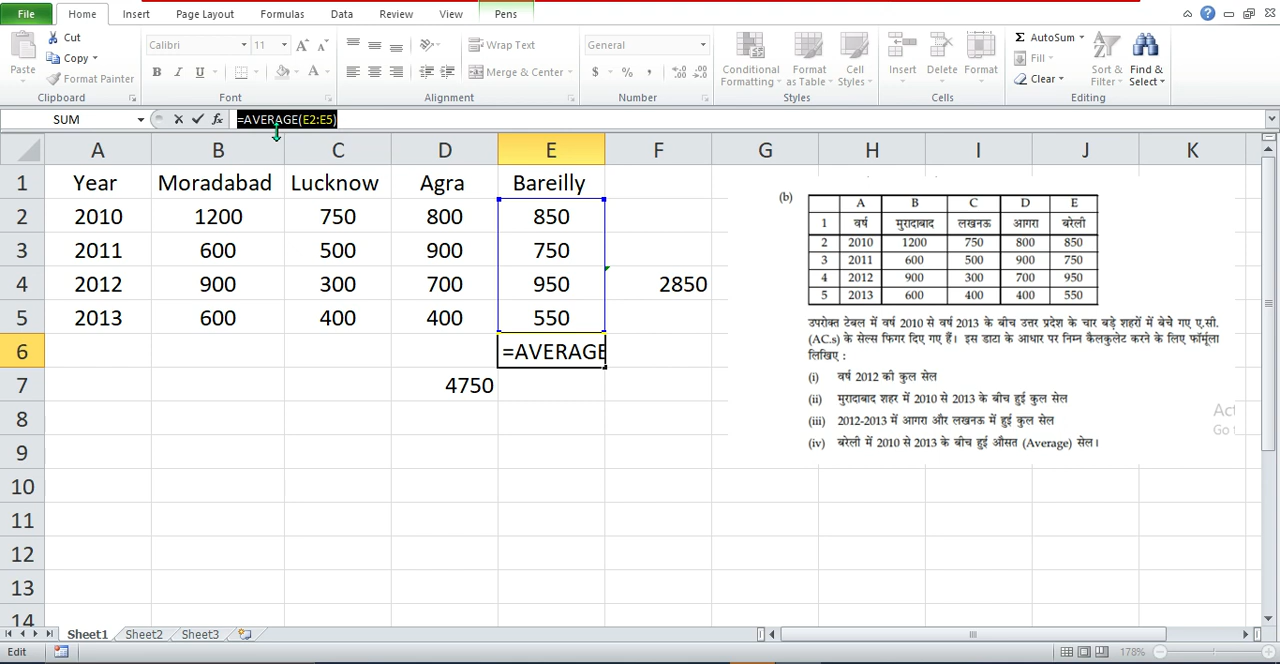 File Home Insert Page Layout Formulas Data Review View Pens
Cut
Copy
Format Painter
Paste
Calibri 11
B I U
Wrap Text
Merge & Center
General
$ % ,
Conditional Formatting
Format as Table
Cell Styles
Insert Delete Format
Σ AutoSum
Fill
Clear
Sort & Filter
Find & Select
Clipboard Font Alignment Number Styles Cells Editing
SUM fx =AVERAGE(E2:E5)
A B C D E F G H I J K
1 Year Moradabad Lucknow Agra Bareilly
2 2010 1200 750 800 850
3 2011 600 500 900 750
4 2012 900 300 700 950 2850
5 2013 600 400 400 550
6 =AVERAGE
7 4750
8
9
10
11
12
13
14
(b)
A B C D E
1 वर्ष मुरादाबाद लखनऊ आगरा बरेली
2 2010 1200 750 800 850
3 2011 600 500 900 750
4 2012 900 300 700 950
5 2013 600 400 400 550
उपरोक्त टेबल में वर्ष 2010 से वर्ष 2013 के बीच उत्तर प्रदेश के चार बड़े शहरों में बेचे गए ए.सी.
(AC.s) के सेल्स फिगर दिए गए हैं। इस डाटा के आधार पर निम्न कैलकुलेट करने के लिए फॉर्मूला
लिखिए :
(i) वर्ष 2012 की कुल सेल
(ii) मुरादाबाद शहर में 2010 से 2013 के बीच हुई कुल सेल
(iii) 2012-2013 में आगरा और लखनऊ में हुई कुल सेल
(iv) बरेली में 2010 से 2013 के बीच हुई औसत (Average) सेल।
Act
Go
Sheet1 Sheet2 Sheet3
Edit 178%